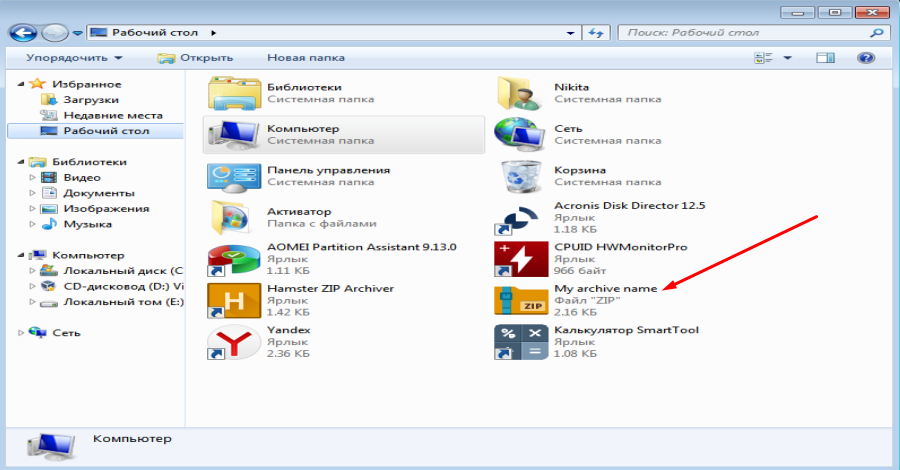 Рабочий стол
Поиск: Рабочий стол
Упорядочить
Открыть
Новая папка
Избранное
Загрузки
Недавние места
Рабочий стол
Библиотеки
Видео
Документы
Изображения
Музыка
Компьютер
Локальный диск (C
CD-дисковод (D:) Vi
Локальный том (E:)
Сеть
Библиотеки
Системная папка
Nikita
Системная папка
Компьютер
Системная папка
Сеть
Системная папка
Панель управления
Системная папка
Корзина
Системная папка
Активатор
Папка с файлами
Acronis Disk Director 12.5
Ярлык
1.18 КБ
AOMEI Partition Assistant 9.13.0
Ярлык
1.11 КБ
CPUID HWMonitorPro
Ярлык
966 байт
Hamster ZIP Archiver
Ярлык
1.42 КБ
H
ZIP
My archive name
Файл "ZIP"
2.16 КБ
Yandex
Ярлык
2.36 КБ
Калькулятор SmartTool
Ярлык
1.08 КБ
Компьютер